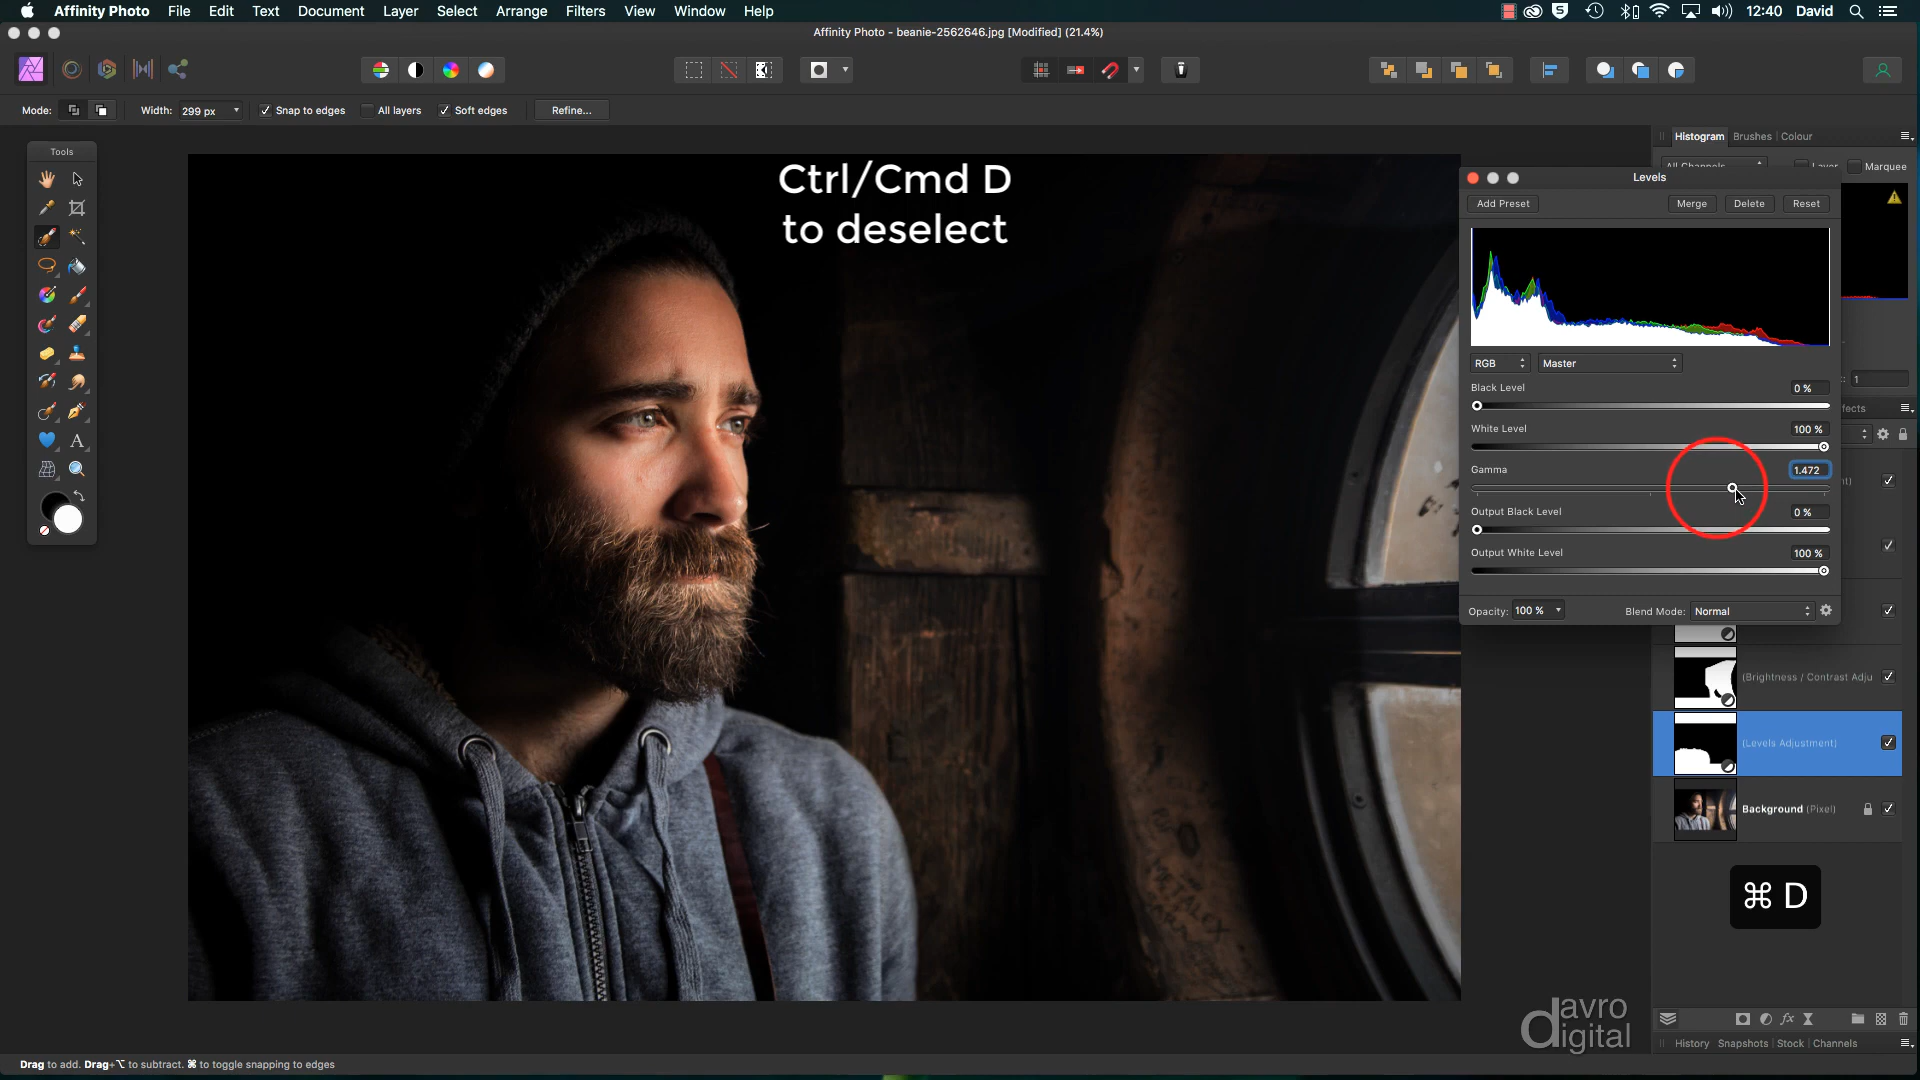 Affinity Photo File Edit Text Document Layer Select Arrange Filters View Window Help
12:40 David
Affinity Photo - beanie-2562646.jpg [Modified] (21.4%)
Mode: Width: 299 px Snap to edges All layers Soft edges Refine...
Tools
Ctrl/Cmd D
to deselect
Histogram Brushes Colour
All Channels Layer Marquee
Levels
Add Preset Merge Delete Reset
RGB Master
Black Level 0 %
White Level 100 %
Gamma 1.472
Output Black Level 0 %
Output White Level 100 %
Opacity: 100 % Blend Mode: Normal
1
(Brightness / Contrast Adju
(Levels Adjustment)
Background (Pixel)
⌘ D
davro
digital
History Snapshots Stock Channels
Drag to add. Drag+⌥ to subtract. ⌘ to toggle snapping to edges